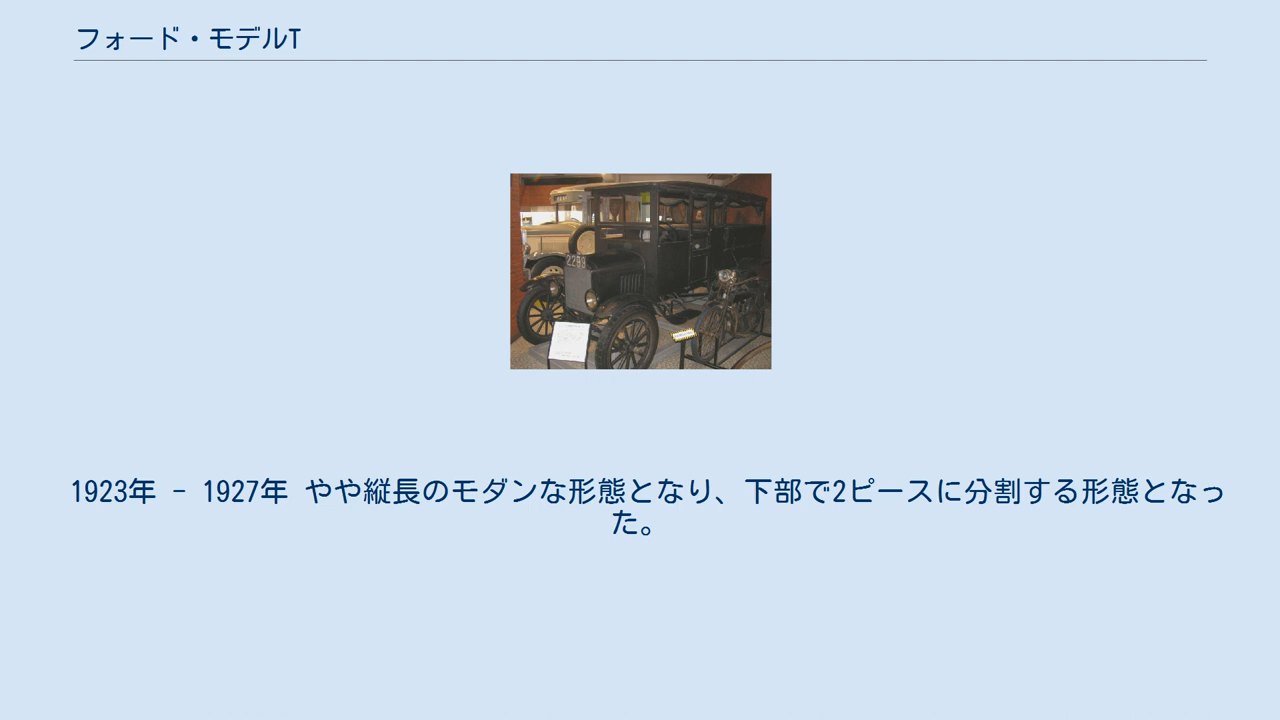 フォード・モデルT
2299
1923年 - 1927年 やや縦長のモダンな形態となり、下部で2ピースに分割する形態となっ
た。